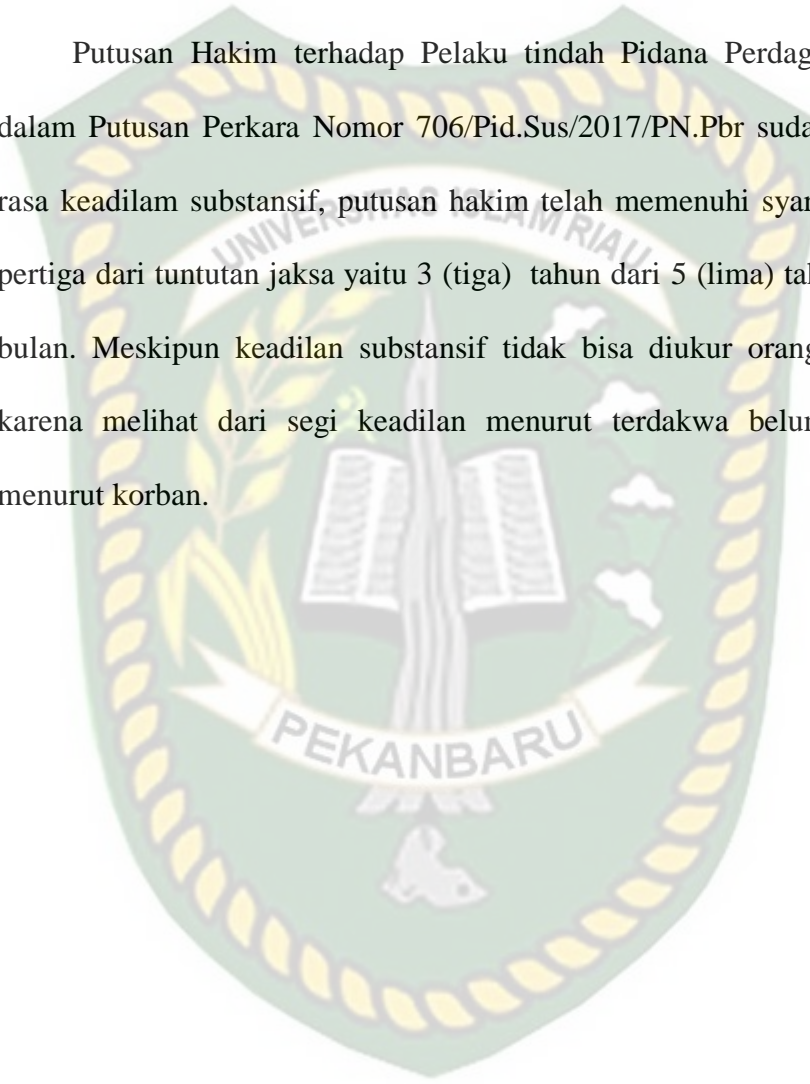 Putusan Hakim terhadap Pelaku tindah Pidana Perdag
dalam Putusan Perkara Nomor 706/Pid.Sus/2017/PN.Pbr suda
rasa keadilam substansif, putusan hakim telah memenuhi syar
pertiga dari tuntutan jaksa yaitu 3 (tiga) tahun dari 5 (lima)
bulan. Meskipun keadilan substansif tidak bisa diukur orang
karena melihat dari segi keadilan menurut terdakwa
menurut korban.
UNIVERSITAS ISLAM RIAU
PEKANBARU